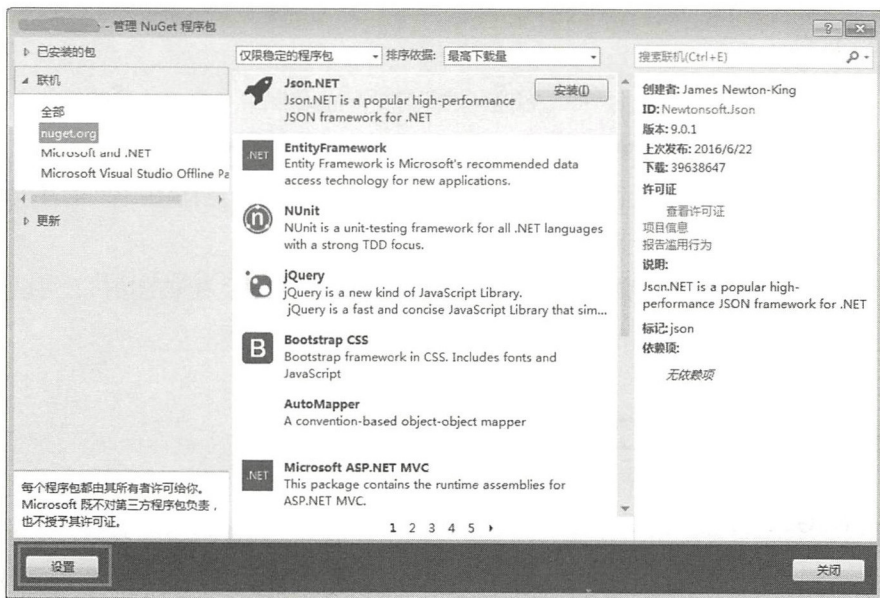 - 管理 NuGet 程序包
已安装的包
联机
全部
nuget.org
Microsoft and .NET
Microsoft Visual Studio Offline Pa
更新
每个程序包都由其所有者许可给你。
Microsoft 既不对第三方程序包负责，
也不授予其许可证。
设置
仅限稳定的程序包
排序依据: 最高下载量
Json.NET
安装(I)
Json.NET is a popular high-performance
JSON framework for .NET
.NET
EntityFramework
Entity Framework is Microsoft's recommended data
access technology for new applications.
n
NUnit
NUnit is a unit-testing framework for all .NET languages
with a strong TDD focus.
jQuery
jQuery is a new kind of JavaScript Library.
jQuery is a fast and concise JavaScript Library that sim...
B
Bootstrap CSS
Bootstrap framework in CSS. Includes fonts and
JavaScript
AutoMapper
A convention-based object-object mapper
.NET
Microsoft ASP.NET MVC
This package contains the runtime assemblies for
ASP.NET MVC.
1 2 3 4 5
搜索联机(Ctrl+E)
创建者: James Newton-King
ID: Newtonsoft.Json
版本: 9.0.1
上次发布: 2016/6/22
下载: 39638647
许可证
查看许可证
项目信息
报告滥用行为
说明:
Json.NET is a popular high-
performance JSON framework for .NET
标记: json
依赖项:
无依赖项
关闭